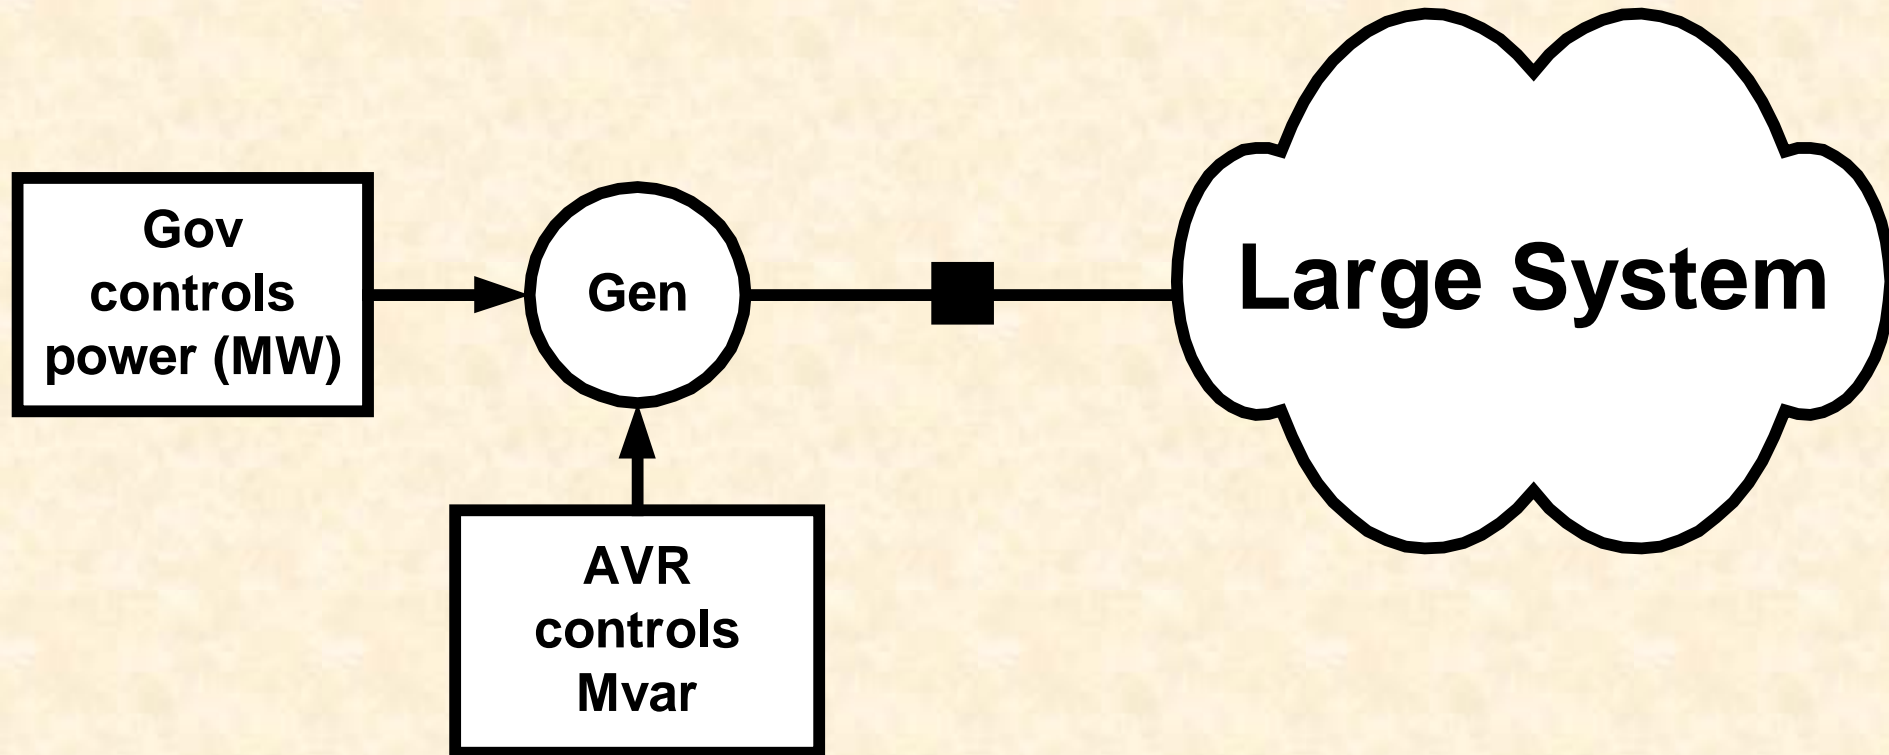 Gov
controls
power (MW)
Gen
Large System
AVR
controls
Mvar